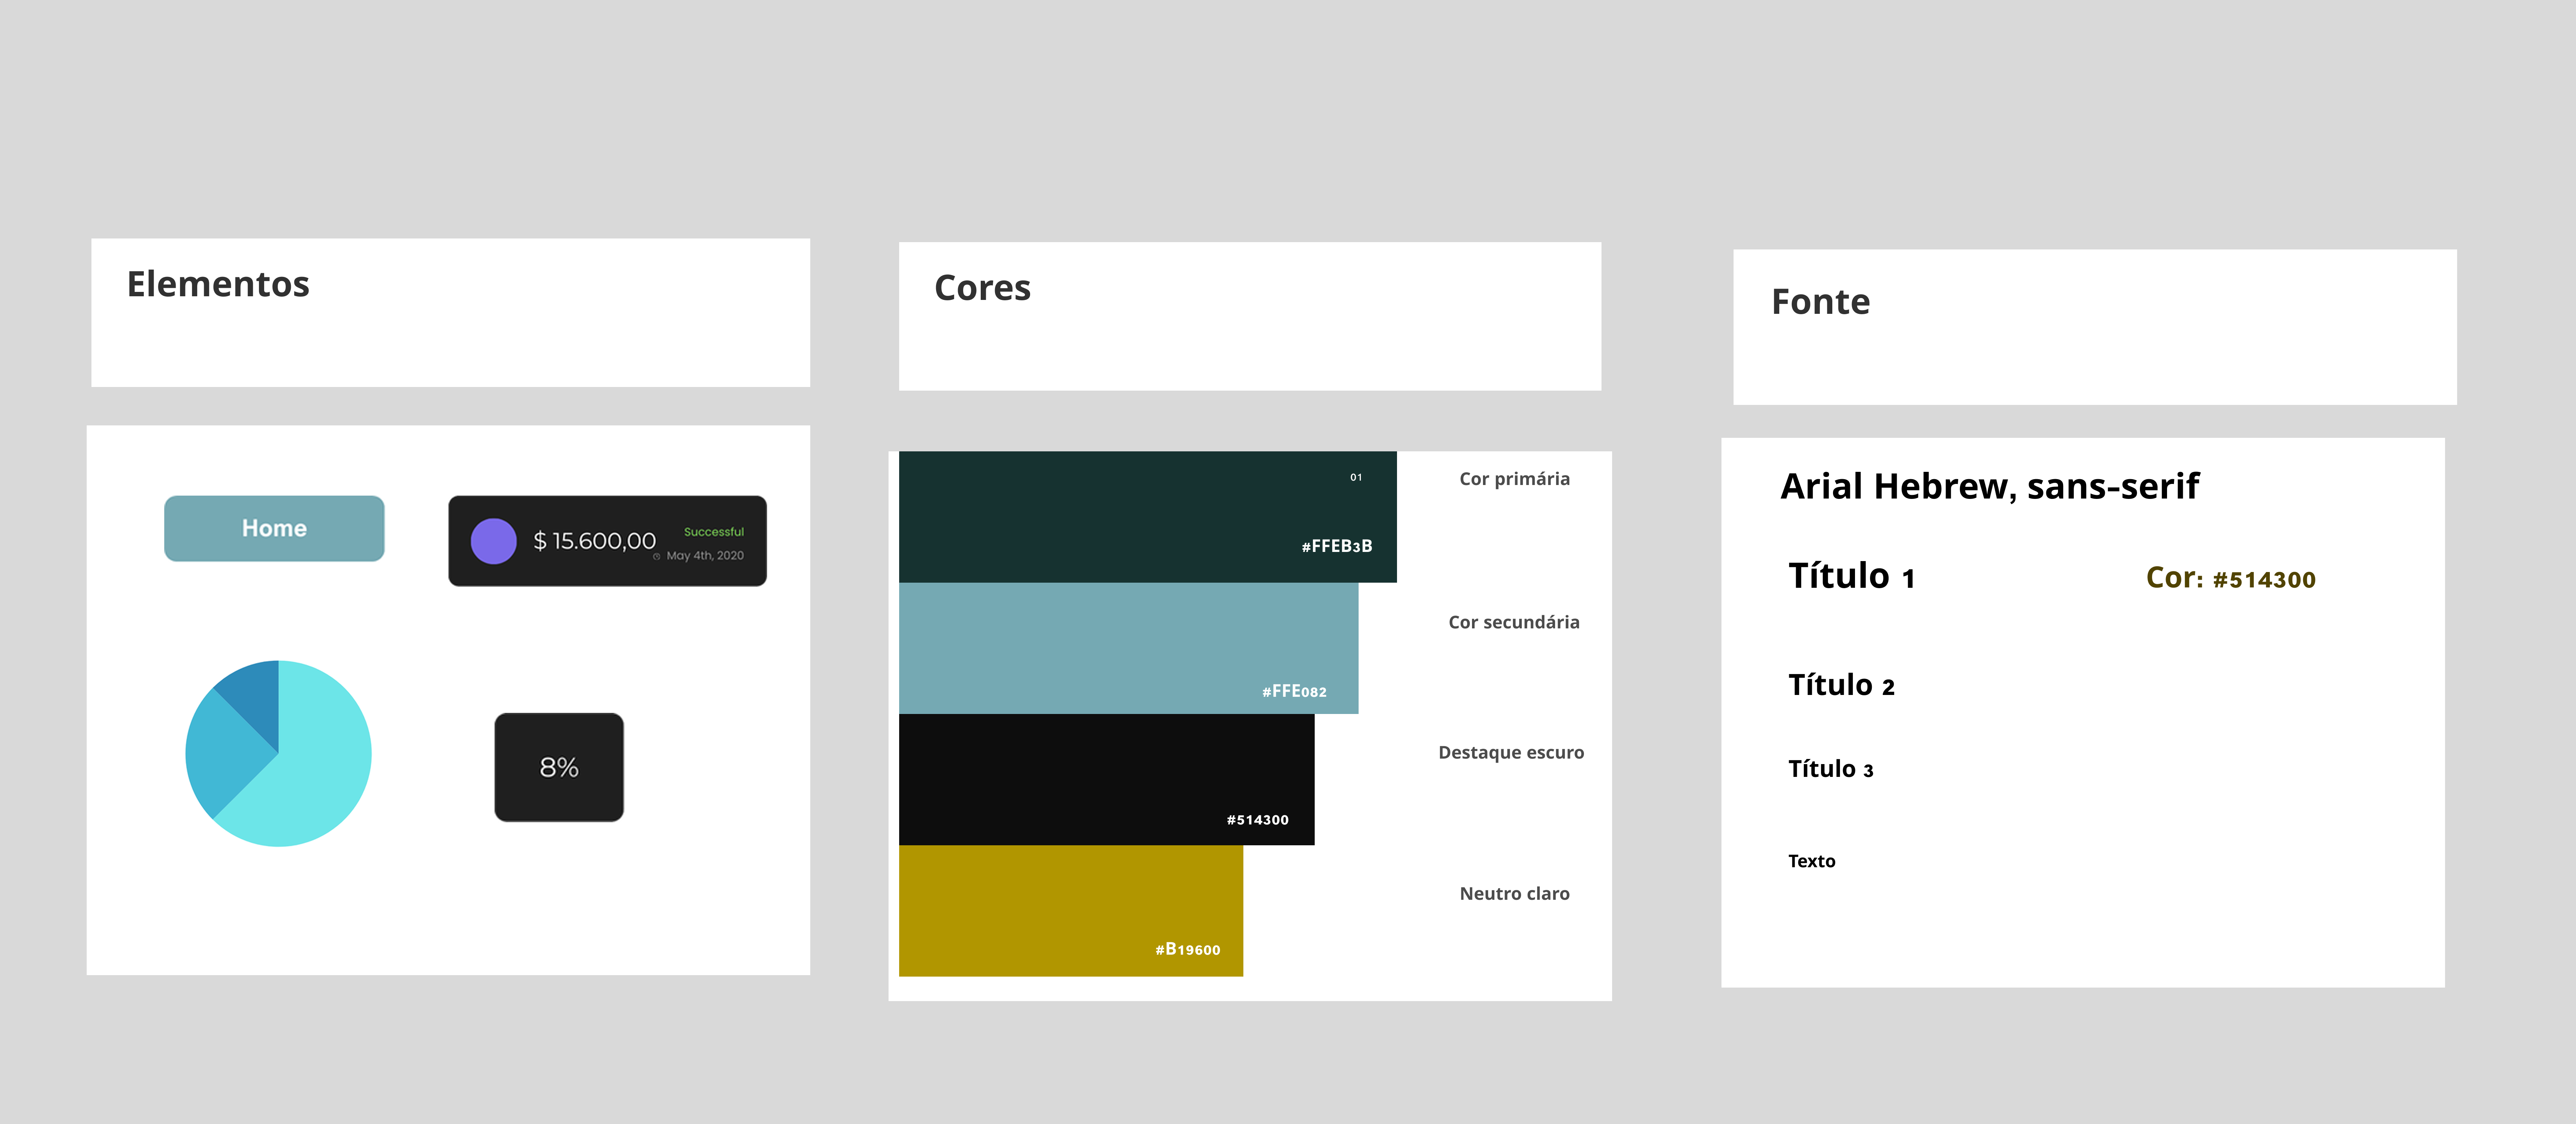 Elementos
Home
$ 15.600,00
Successful
May 4th, 2020
8%
Cores
01
Cor primária
#FFEB3B
Cor secundária
#FFE082
Destaque escuro
#514300
Neutro claro
#B19600
Fonte
Arial Hebrew, sans-serif
Título 1
Cor: #514300
Título 2
Título 3
Texto